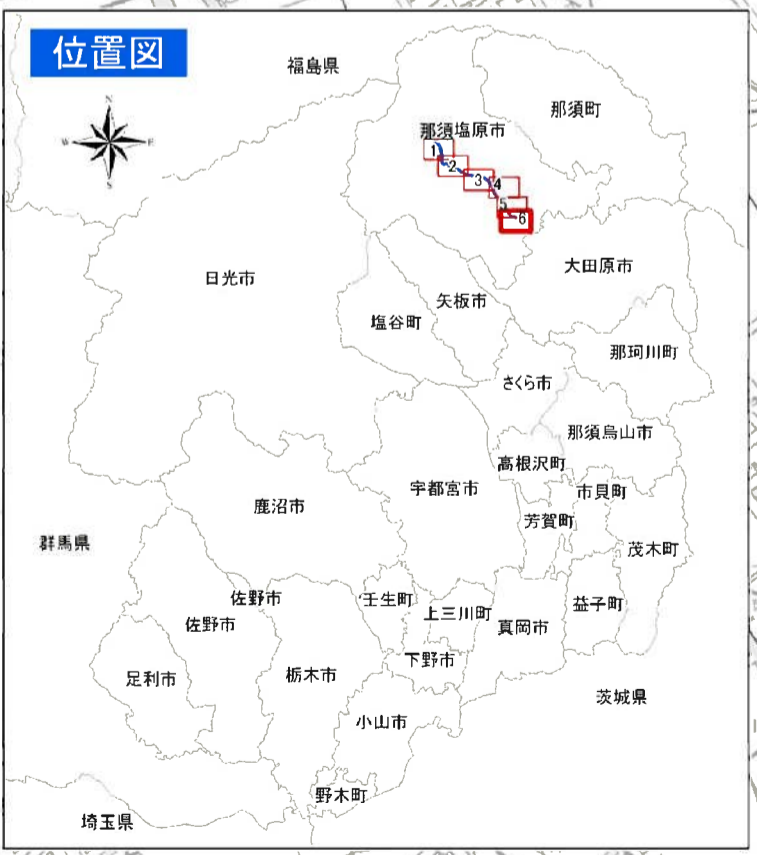 位置図
福島県
N
W
E
S
那須町
那須塩原市
1
2
3
4
5
6
大田原市
日光市
矢板市
塩谷町
那珂川町
さくら市
那須烏山市
高根沢町
宇都宮市
市貝町
鹿沼市
芳賀町
群馬県
茂木町
佐野市
壬生町
上三川町
益子町
佐野市
真岡市
下野市
足利市
栃木市
茨城県
小山市
野木町
埼玉県